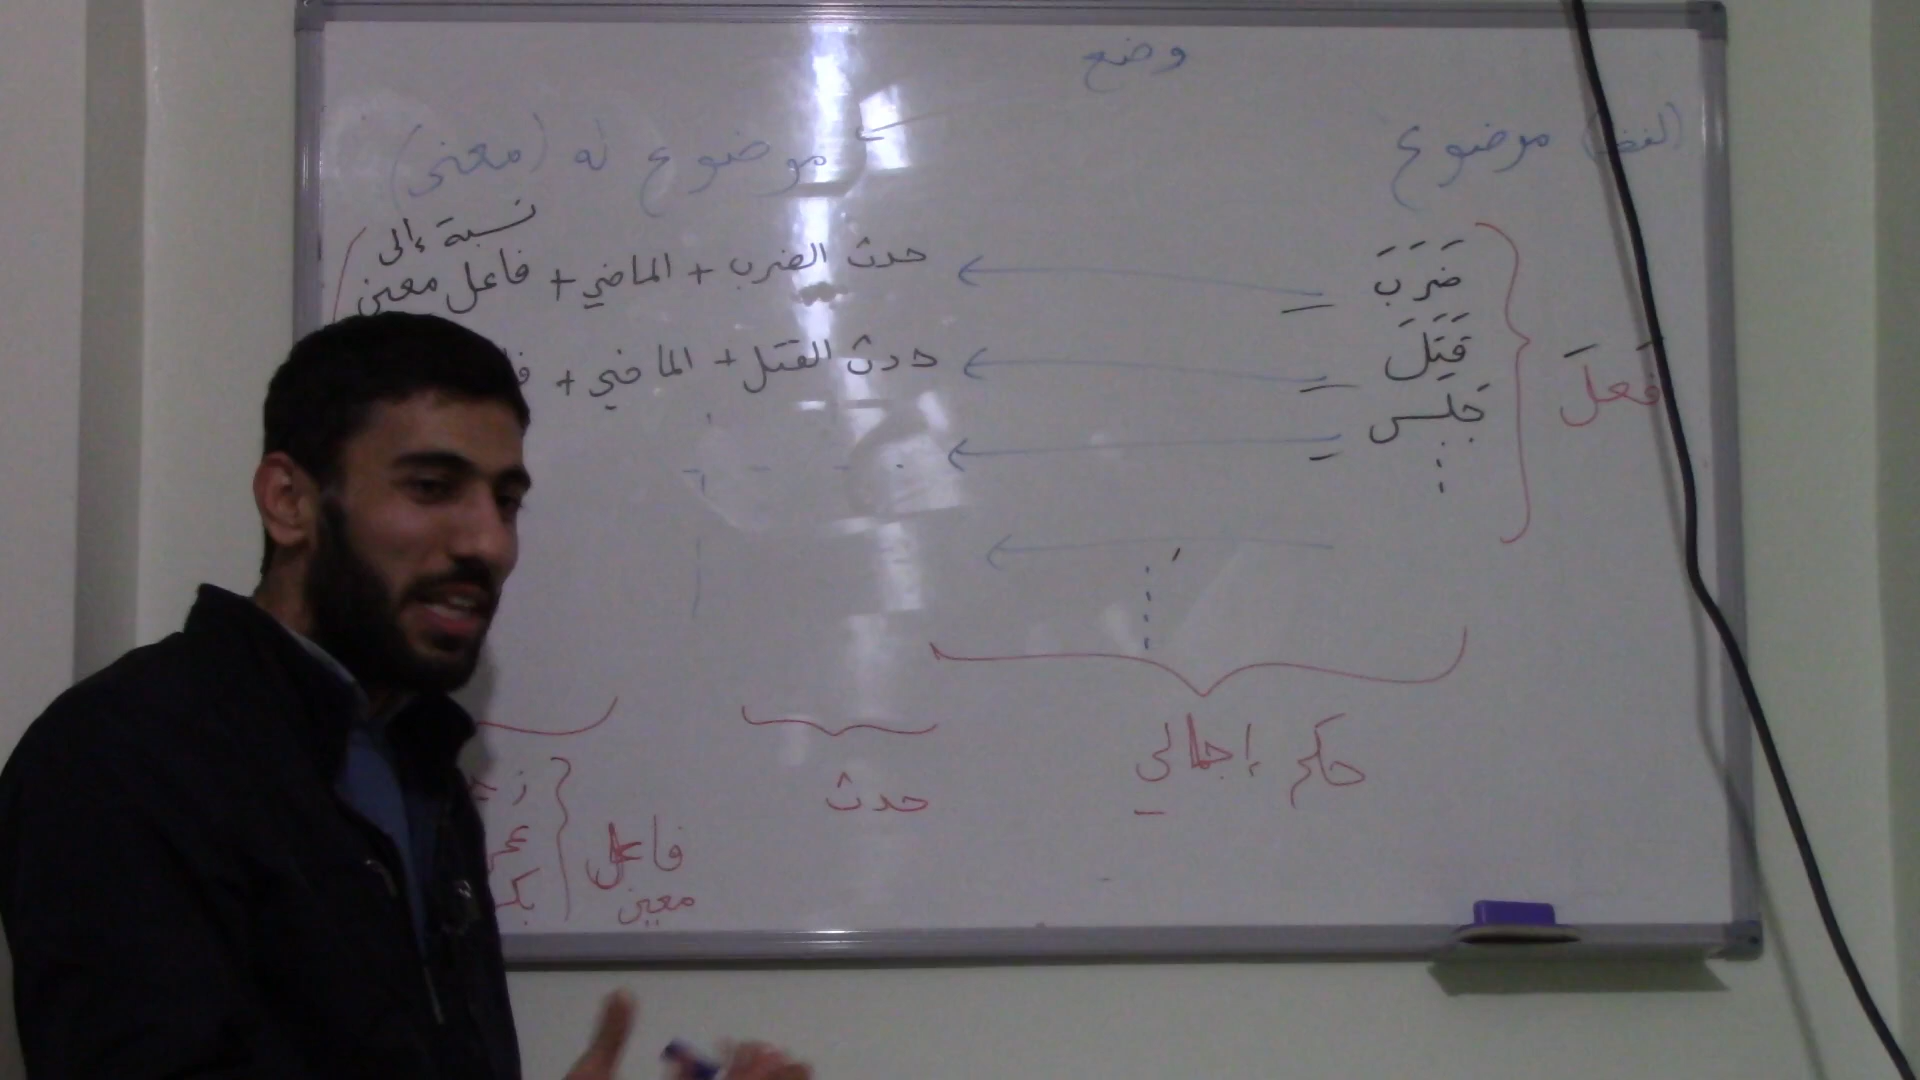 وضع
(لفظ) موضوع
موضوع له (معنى)
ضَرَبَ
حدث الضرب + الماضي + نسبة إلى فاعل معين
قَتَلَ
حدث القتل + الماضي +
جَلَس
فَعَلَ
حكم إجمالي
حدث
فاعل
معين